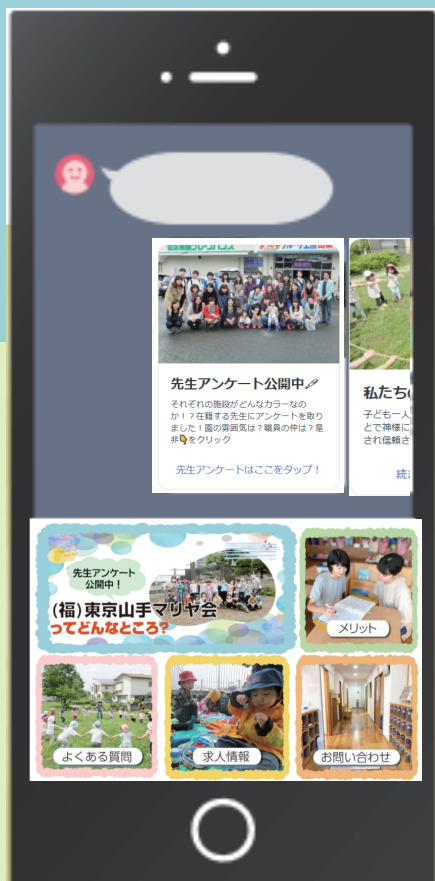 先生アンケート公開中🖋
それぞれの施設がどんなカラーなの
か！？在籍する先生にアンケートを取り
ました！園の雰囲気は？職員の仲は？是
非👇をクリック
先生アンケートはここをタップ！
私たちの
子ども一人
とで神様に
され信頼さ
続き
先生アンケート
公開中！
(福)東京山手マリヤ会
ってどんなところ？
メリット
よくある質問
求人情報
お問い合わせ